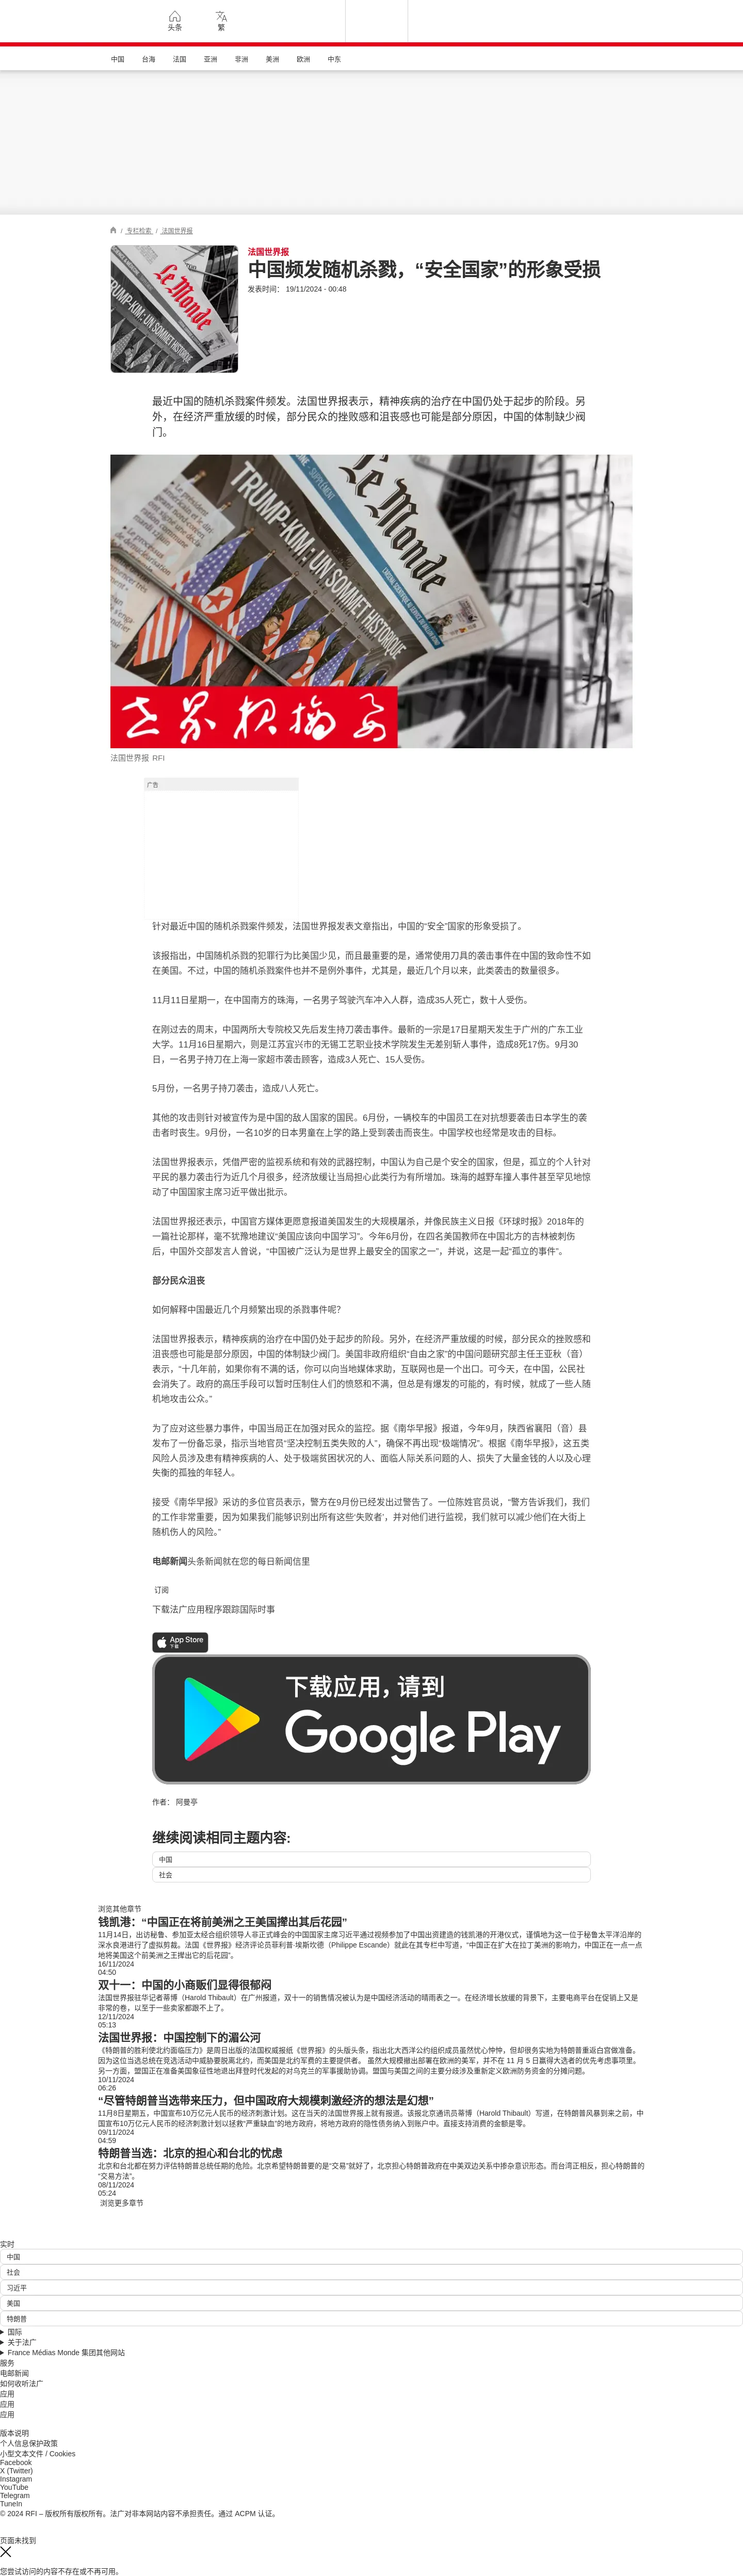 头条
繁
中国 台海 法国 亚洲 非洲 美洲 欧洲 中东
/ 专栏检索 / 法国世界报
法国世界报
中国频发随机杀戮，“安全国家”的形象受损
发表时间： 19/11/2024 - 00:48
最近中国的随机杀戮案件频发。法国世界报表示，精神疾病的治疗在中国仍处于起步的阶段。另
外，在经济严重放缓的时候，部分民众的挫败感和沮丧感也可能是部分原因，中国的体制缺少阀
门。
Le Monde
TRUMP-KIM : UN SOMMET HISTORIQUE
法国世界报 RFI
广告
针对最近中国的随机杀戮案件频发，法国世界报发表文章指出，中国的“安全”国家的形象受损了。
该报指出，中国随机杀戮的犯罪行为比美国少见，而且最重要的是，通常使用刀具的袭击事件在中国的致命性不如
在美国。不过，中国的随机杀戮案件也并不是例外事件，尤其是，最近几个月以来，此类袭击的数量很多。
11月11日星期一，在中国南方的珠海，一名男子驾驶汽车冲入人群，造成35人死亡，数十人受伤。
在刚过去的周末，中国两所大专院校又先后发生持刀袭击事件。最新的一宗是17日星期天发生于广州的广东工业
大学。11月16日星期六，则是江苏宜兴市的无锡工艺职业技术学院发生无差别斩人事件，造成8死17伤。9月30
日，一名男子持刀在上海一家超市袭击顾客，造成3人死亡、15人受伤。
5月份，一名男子持刀袭击，造成八人死亡。
其他的攻击则针对被宣传为是中国的敌人国家的国民。6月份，一辆校车的中国员工在对抗想要袭击日本学生的袭
击者时丧生。9月份，一名10岁的日本男童在上学的路上受到袭击而丧生。中国学校也经常是攻击的目标。
法国世界报表示，凭借严密的监视系统和有效的武器控制，中国认为自己是个安全的国家，但是，孤立的个人针对
平民的暴力袭击行为近几个月很多，经济放缓让当局担心此类行为有所增加。珠海的越野车撞人事件甚至罕见地惊
动了中国国家主席习近平做出批示。
法国世界报还表示，中国官方媒体更愿意报道美国发生的大规模屠杀，并像民族主义日报《环球时报》2018年的
一篇社论那样，毫不犹豫地建议“美国应该向中国学习”。今年6月份，在四名美国教师在中国北方的吉林被刺伤
后，中国外交部发言人曾说，“中国被广泛认为是世界上最安全的国家之一”，并说，这是一起“孤立的事件”。
部分民众沮丧
如何解释中国最近几个月频繁出现的杀戮事件呢？
法国世界报表示，精神疾病的治疗在中国仍处于起步的阶段。另外，在经济严重放缓的时候，部分民众的挫败感和
沮丧感也可能是部分原因，中国的体制缺少阀门。美国非政府组织“自由之家”的中国问题研究部主任王亚秋（音）
表示，“十几年前，如果你有不满的话，你可以向当地媒体求助，互联网也是一个出口。可今天，在中国，公民社
会消失了。政府的高压手段可以暂时压制住人们的愤怒和不满，但总是有爆发的可能的，有时候，就成了一些人随
机地攻击公众。”
为了应对这些暴力事件，中国当局正在加强对民众的监控。据《南华早报》报道，今年9月，陕西省襄阳（音）县
发布了一份备忘录，指示当地官员“坚决控制五类失败的人”，确保不再出现“极端情况”。根据《南华早报》，这五类
风险人员涉及患有精神疾病的人、处于极端贫困状况的人、面临人际关系问题的人、损失了大量金钱的人以及心理
失衡的孤独的年轻人。
接受《南华早报》采访的多位官员表示，警方在9月份已经发出过警告了。一位陈姓官员说，“警方告诉我们，我们
的工作非常重要，因为如果我们能够识别出所有这些‘失败者’，并对他们进行监视，我们就可以减少他们在大街上
随机伤人的风险。”
电邮新闻头条新闻就在您的每日新闻信里
订阅
下载法广应用程序跟踪国际时事
App Store
下载
下载应用，请到
Google Play
作者： 阿曼亭
继续阅读相同主题内容:
中国
社会
浏览其他章节
钱凯港：“中国正在将前美洲之王美国撵出其后花园”
11月14日，出访秘鲁、参加亚太经合组织领导人非正式峰会的中国国家主席习近平通过视频参加了中国出资建造的钱凯港的开港仪式，谨慎地为这一位于秘鲁太平洋沿岸的
深水良港进行了虚拟剪裁。法国《世界报》经济评论员菲利普·埃斯坎德（Philippe Escande）就此在其专栏中写道，“中国正在扩大在拉丁美洲的影响力，中国正在一点一点
地将美国这个前美洲之王撵出它的后花园”。
16/11/2024
04:50
双十一：中国的小商贩们显得很郁闷
法国世界报驻华记者蒂博（Harold Thibault）在广州报道，双十一的销售情况被认为是中国经济活动的晴雨表之一。在经济增长放缓的背景下，主要电商平台在促销上又是
非常的卷，以至于一些卖家都跟不上了。
12/11/2024
05:13
法国世界报：中国控制下的湄公河
《特朗普的胜利使北约面临压力》是周日出版的法国权威报纸《世界报》的头版头条，指出北大西洋公约组织成员虽然忧心忡忡，但却很务实地为特朗普重返白宫做准备。
因为这位当选总统在竞选活动中威胁要脱离北约，而美国是北约军费的主要提供者。 虽然大规模撤出部署在欧洲的美军，并不在 11 月 5 日赢得大选者的优先考虑事项里。
另一方面，盟国正在准备美国象征性地退出拜登时代发起的对乌克兰的军事援助协调。盟国与美国之间的主要分歧涉及重新定义欧洲防务资金的分摊问题。
10/11/2024
06:26
“尽管特朗普当选带来压力，但中国政府大规模刺激经济的想法是幻想”
11月8日星期五，中国宣布10万亿元人民币的经济刺激计划。这在当天的法国世界报上就有报道。该报北京通讯员蒂博（Harold Thibault）写道，在特朗普风暴到来之前，中
国宣布10万亿元人民币的经济刺激计划以拯救“严重缺血”的地方政府，将地方政府的隐性债务纳入到账户中。直接支持消费的金额是零。
09/11/2024
04:59
特朗普当选：北京的担心和台北的忧虑
北京和台北都在努力评估特朗普总统任期的危险。北京希望特朗普要的是“交易”就好了，北京担心特朗普政府在中美双边关系中掺杂意识形态。而台湾正相反，担心特朗普的
“交易方法”。
08/11/2024
05:24
浏览更多章节
实时
中国
社会
习近平
美国
特朗普
国际
关于法广
France Médias Monde 集团其他网站
服务
电邮新闻
如何收听法广
应用
应用
应用
版本说明
个人信息保护政策
小型文本文件 / Cookies
Facebook
X (Twitter)
Instagram
YouTube
Telegram
TuneIn
© 2024 RFI – 版权所有版权所有。法广对非本网站内容不承担责任。通过 ACPM 认证。
页面未找到
您尝试访问的内容不存在或不再可用。